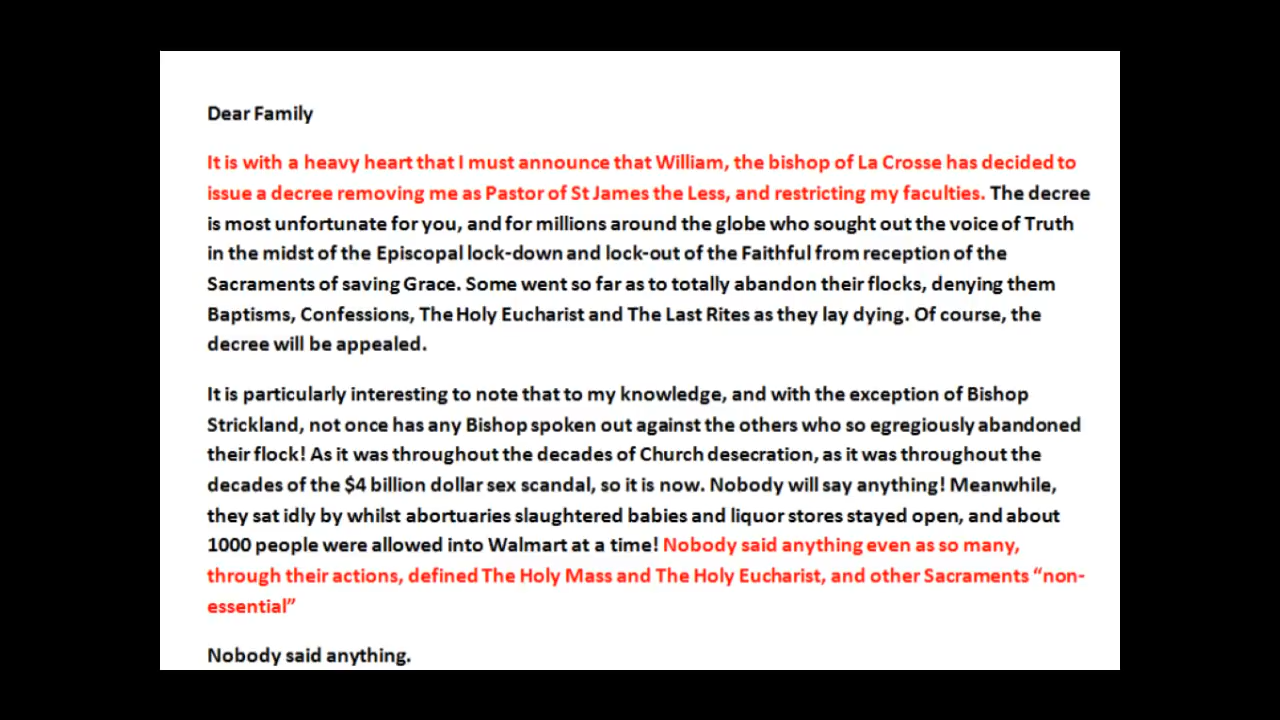 Dear Family
It is with a heavy heart that I must announce that William, the bishop of La Crosse has decided to
issue a decree removing me as Pastor of St James the Less, and restricting my faculties. The decree
is most unfortunate for you, and for millions around the globe who sought out the voice of Truth
in the midst of the Episcopal lock-down and lock-out of the Faithful from reception of the
Sacraments of saving Grace. Some went so far as to totally abandon their flocks, denying them
Baptisms, Confessions, The Holy Eucharist and The Last Rites as they lay dying. Of course, the
decree will be appealed.
It is particularly interesting to note that to my knowledge, and with the exception of Bishop
Strickland, not once has any Bishop spoken out against the others who so egregiously abandoned
their flock! As it was throughout the decades of Church desecration, as it was throughout the
decades of the $4 billion dollar sex scandal, so it is now. Nobody will say anything! Meanwhile,
they sat idly by whilst abortuaries slaughtered babies and liquor stores stayed open, and about
1000 people were allowed into Walmart at a time! Nobody said anything even as so many,
through their actions, defined The Holy Mass and The Holy Eucharist, and other Sacraments “non-
essential”
Nobody said anything.